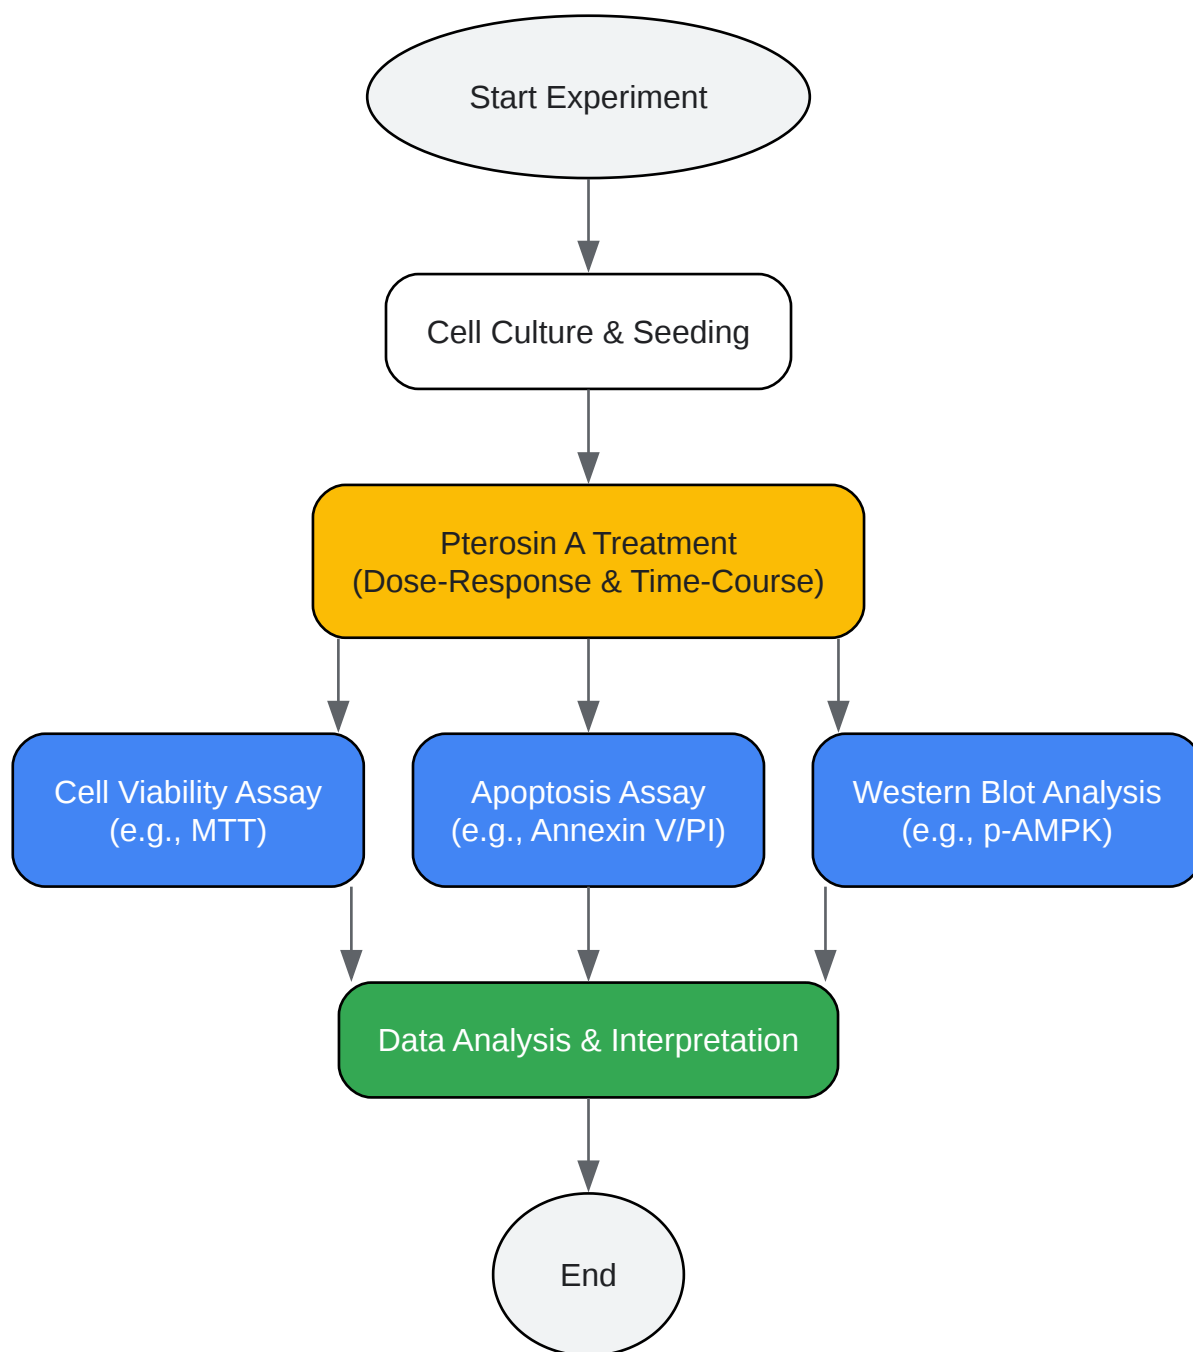 Start Experiment
Cell Culture & Seeding
Pterosin A Treatment
(Dose-Response & Time-Course)
Cell Viability Assay
(e.g., MTT)
Apoptosis Assay
(e.g., Annexin V/PI)
Western Blot Analysis
(e.g., p-AMPK)
Data Analysis & Interpretation
End